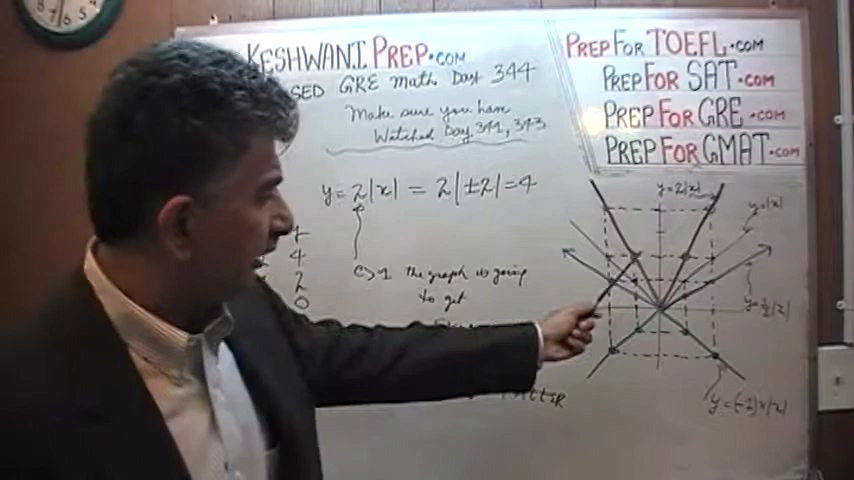 KESHWANI PREP.COM
SED GRE Math Day 344
Make sure you have
Watched Day 341, 343
y = 2|x| = 2|±2| = 4
4
2
0
c>1 the graph is going
to get
PREP FOR TOEFL.COM
PREP FOR SAT.COM
PREP FOR GRE.COM
PREP FOR GMAT.COM
y=2|x|
y=|x|
y=½|x|